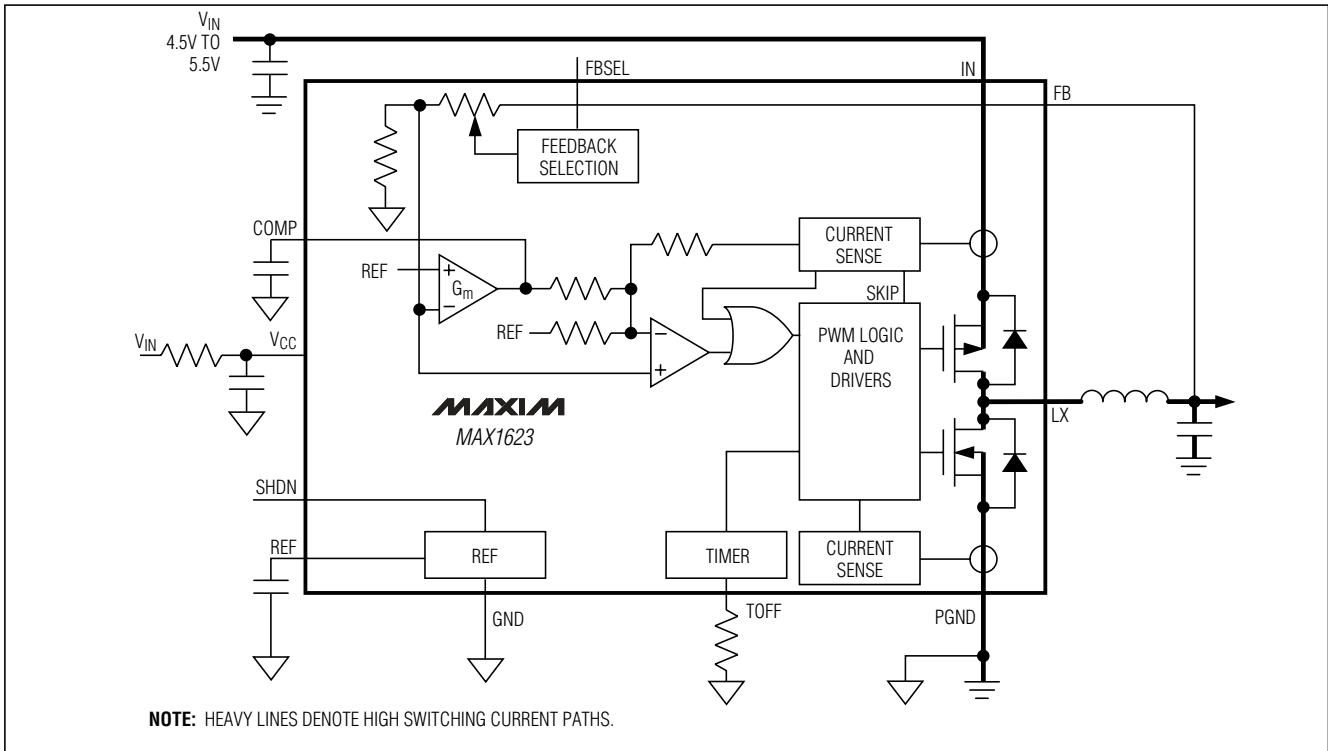 VIN
4.5V TO
5.5V
FBSEL
IN
FB
FEEDBACK
SELECTION
COMP
CURRENT
SENSE
REF
+
Gm
−
SKIP
REF
−
+
PWM LOGIC
AND
DRIVERS
VIN
VCC
MAXIM
MAX1623
LX
SHDN
REF
REF
TIMER
CURRENT
SENSE
GND
TOFF
PGND
NOTE: HEAVY LINES DENOTE HIGH SWITCHING CURRENT PATHS.